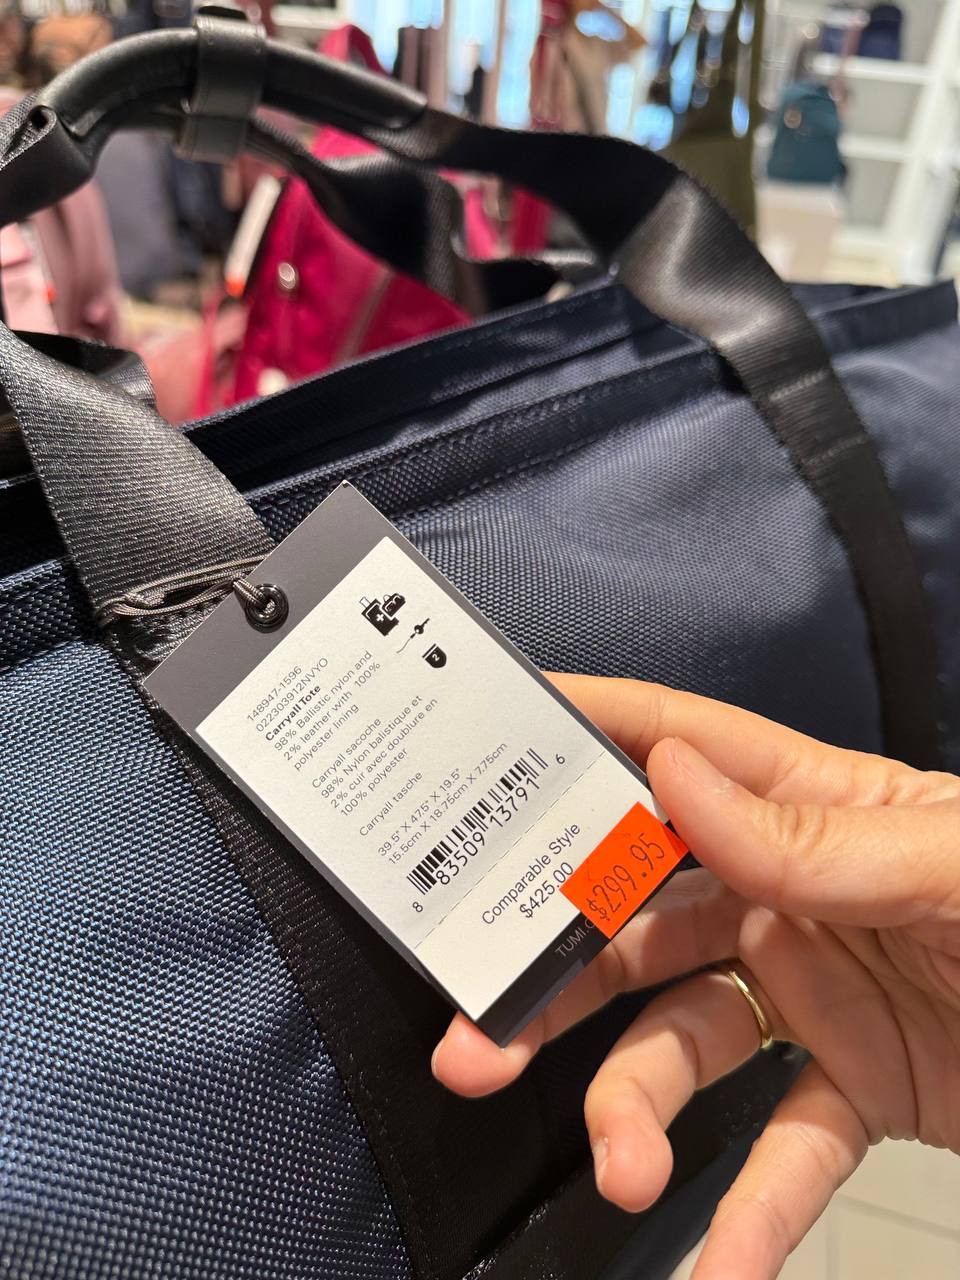 148947-1596
022303912NVYO
Carryall Tote
98% Ballistic nylon and
2% leather with 100%
polyester lining
Carryall sacoche
98% Nylon balistique et
2% cuir avec doublure en
100% polyester
Carryall tasche
39.5" X 47.5" X 19.5"
15.5cm X 18.75cm X 7.75cm
8 83509 13791 6
Comparable Style
$425.00
$299.95
TUMI.C
2